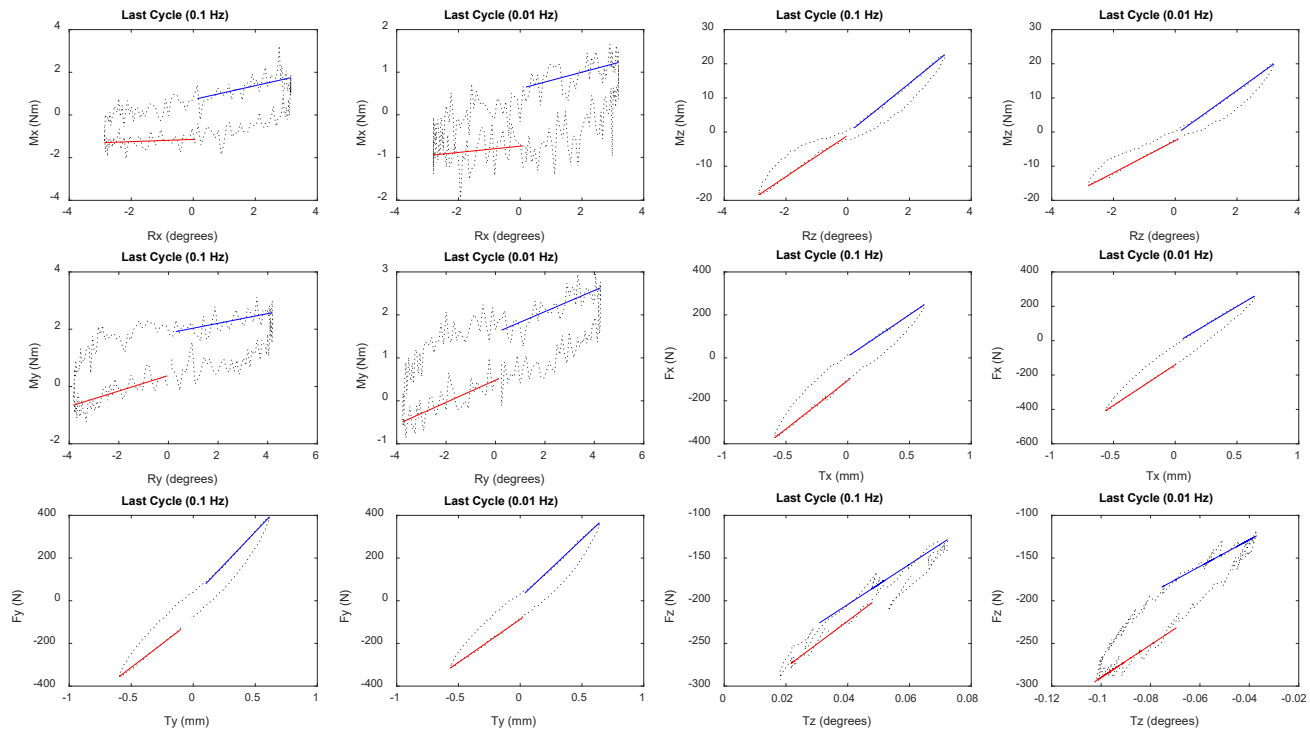 Last Cycle (0.1 Hz)
4
2
0
-2
-4
Mx (Nm)
-4 -2 0 2 4
Rx (degrees)
Last Cycle (0.01 Hz)
2
1
0
-1
-2
Mx (Nm)
-4 -2 0 2 4
Rx (degrees)
Last Cycle (0.1 Hz)
30
20
10
0
-10
-20
Mz (Nm)
-4 -2 0 2 4
Rz (degrees)
Last Cycle (0.01 Hz)
30
20
10
0
-10
-20
Mz (Nm)
-4 -2 0 2 4
Rz (degrees)
Last Cycle (0.1 Hz)
4
2
0
-2
My (Nm)
-4 -2 0 2 4 6
Ry (degrees)
Last Cycle (0.01 Hz)
3
2
1
0
-1
My (Nm)
-4 -2 0 2 4 6
Ry (degrees)
Last Cycle (0.1 Hz)
400
200
0
-200
-400
Fx (N)
-1 -0.5 0 0.5 1
Tx (mm)
Last Cycle (0.01 Hz)
400
200
0
-200
-400
-600
Fx (N)
-1 -0.5 0 0.5 1
Tx (mm)
Last Cycle (0.1 Hz)
400
200
0
-200
-400
Fy (N)
-1 -0.5 0 0.5 1
Ty (mm)
Last Cycle (0.01 Hz)
400
200
0
-200
-400
Fy (N)
-1 -0.5 0 0.5 1
Ty (mm)
Last Cycle (0.1 Hz)
-100
-150
-200
-250
-300
Fz (N)
0 0.02 0.04 0.06 0.08
Tz (degrees)
Last Cycle (0.01 Hz)
-100
-150
-200
-250
-300
Fz (N)
-0.12 -0.1 -0.08 -0.06 -0.04 -0.02
Tz (degrees)